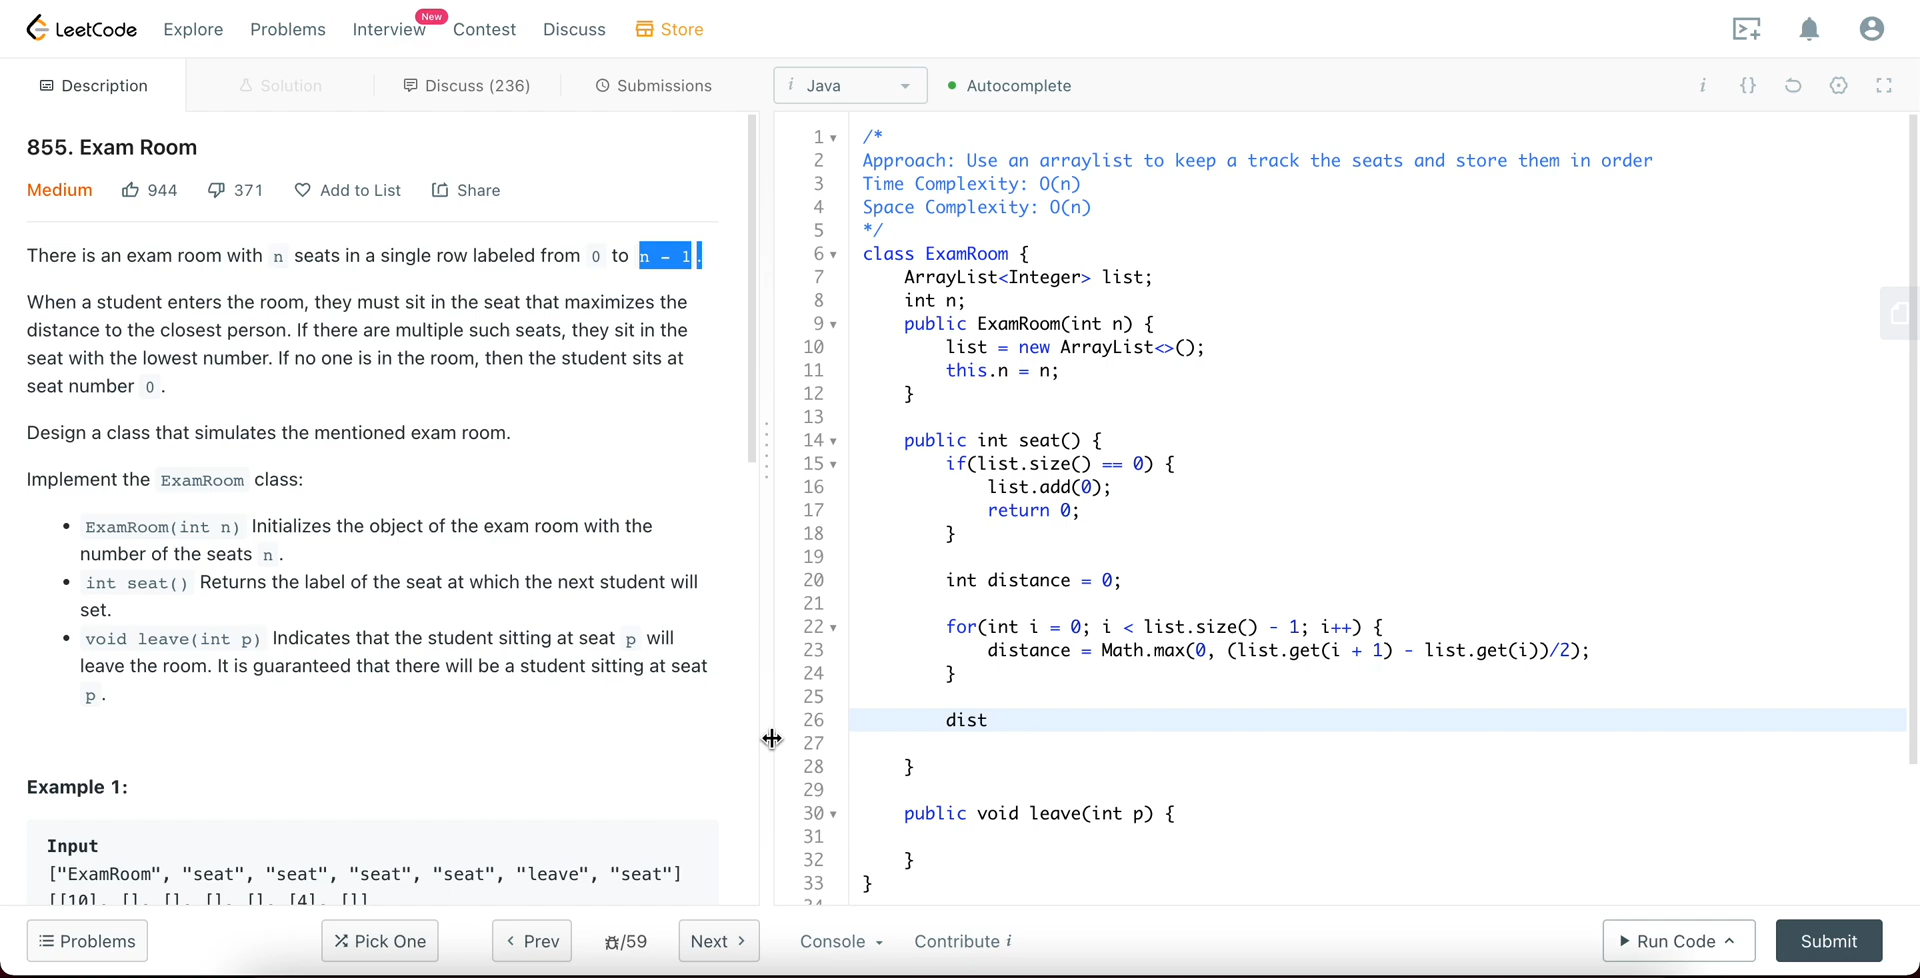 LeetCode Explore Problems Interview New Contest Discuss Store
Description Solution Discuss (236) Submissions
i Java Autocomplete i {}
855. Exam Room
Medium 944 371 Add to List Share
There is an exam room with n seats in a single row labeled from 0 to n - 1.
When a student enters the room, they must sit in the seat that maximizes the
distance to the closest person. If there are multiple such seats, they sit in the
seat with the lowest number. If no one is in the room, then the student sits at
seat number 0.
Design a class that simulates the mentioned exam room.
Implement the ExamRoom class:
• ExamRoom(int n) Initializes the object of the exam room with the
number of the seats n.
• int seat() Returns the label of the seat at which the next student will
set.
• void leave(int p) Indicates that the student sitting at seat p will
leave the room. It is guaranteed that there will be a student sitting at seat
p.
Example 1:
Input
["ExamRoom", "seat", "seat", "seat", "seat", "leave", "seat"]
[[10], [], [], [], [], [4], []]
1 /*
2 Approach: Use an arraylist to keep a track the seats and store them in order
3 Time Complexity: O(n)
4 Space Complexity: O(n)
5 */
6 class ExamRoom {
7 ArrayList<Integer> list;
8 int n;
9 public ExamRoom(int n) {
10 list = new ArrayList<>();
11 this.n = n;
12 }
13
14 public int seat() {
15 if(list.size() == 0) {
16 list.add(0);
17 return 0;
18 }
19
20 int distance = 0;
21
22 for(int i = 0; i < list.size() - 1; i++) {
23 distance = Math.max(0, (list.get(i + 1) - list.get(i))/2);
24 }
25
26 dist
27
28 }
29
30 public void leave(int p) {
31
32 }
33 }
34
Problems Pick One < Prev /59 Next >
Console Contribute i Run Code Submit